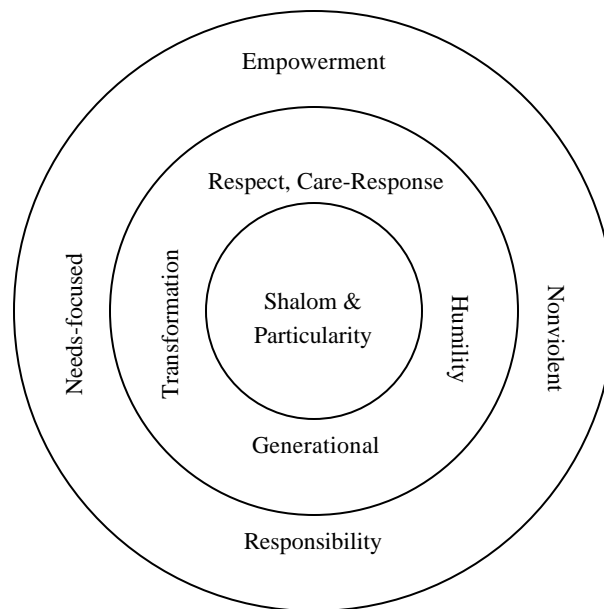 Empowerment
Respect, Care-Response
Needs-focused
Transformation
Shalom &
Particularity
Humility
Nonviolent
Generational
Responsibility